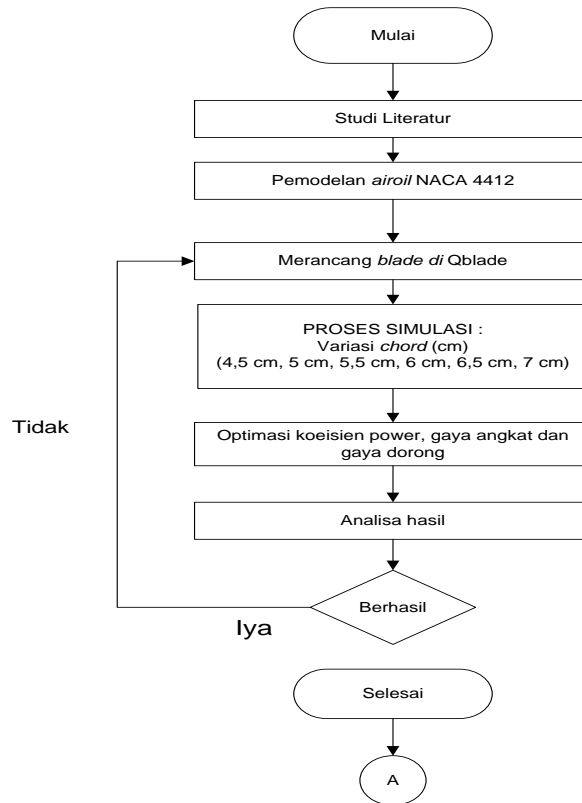 Mulai
Studi Literatur
Pemodelan airoil NACA 4412
Merancang blade di Qblade
PROSES SIMULASI :
Variasi chord (cm)
(4,5 cm, 5 cm, 5,5 cm, 6 cm, 6,5 cm, 7 cm)
Tidak
Optimasi koeisien power, gaya angkat dan
gaya dorong
Analisa hasil
Berhasil
Iya
Selesai
A